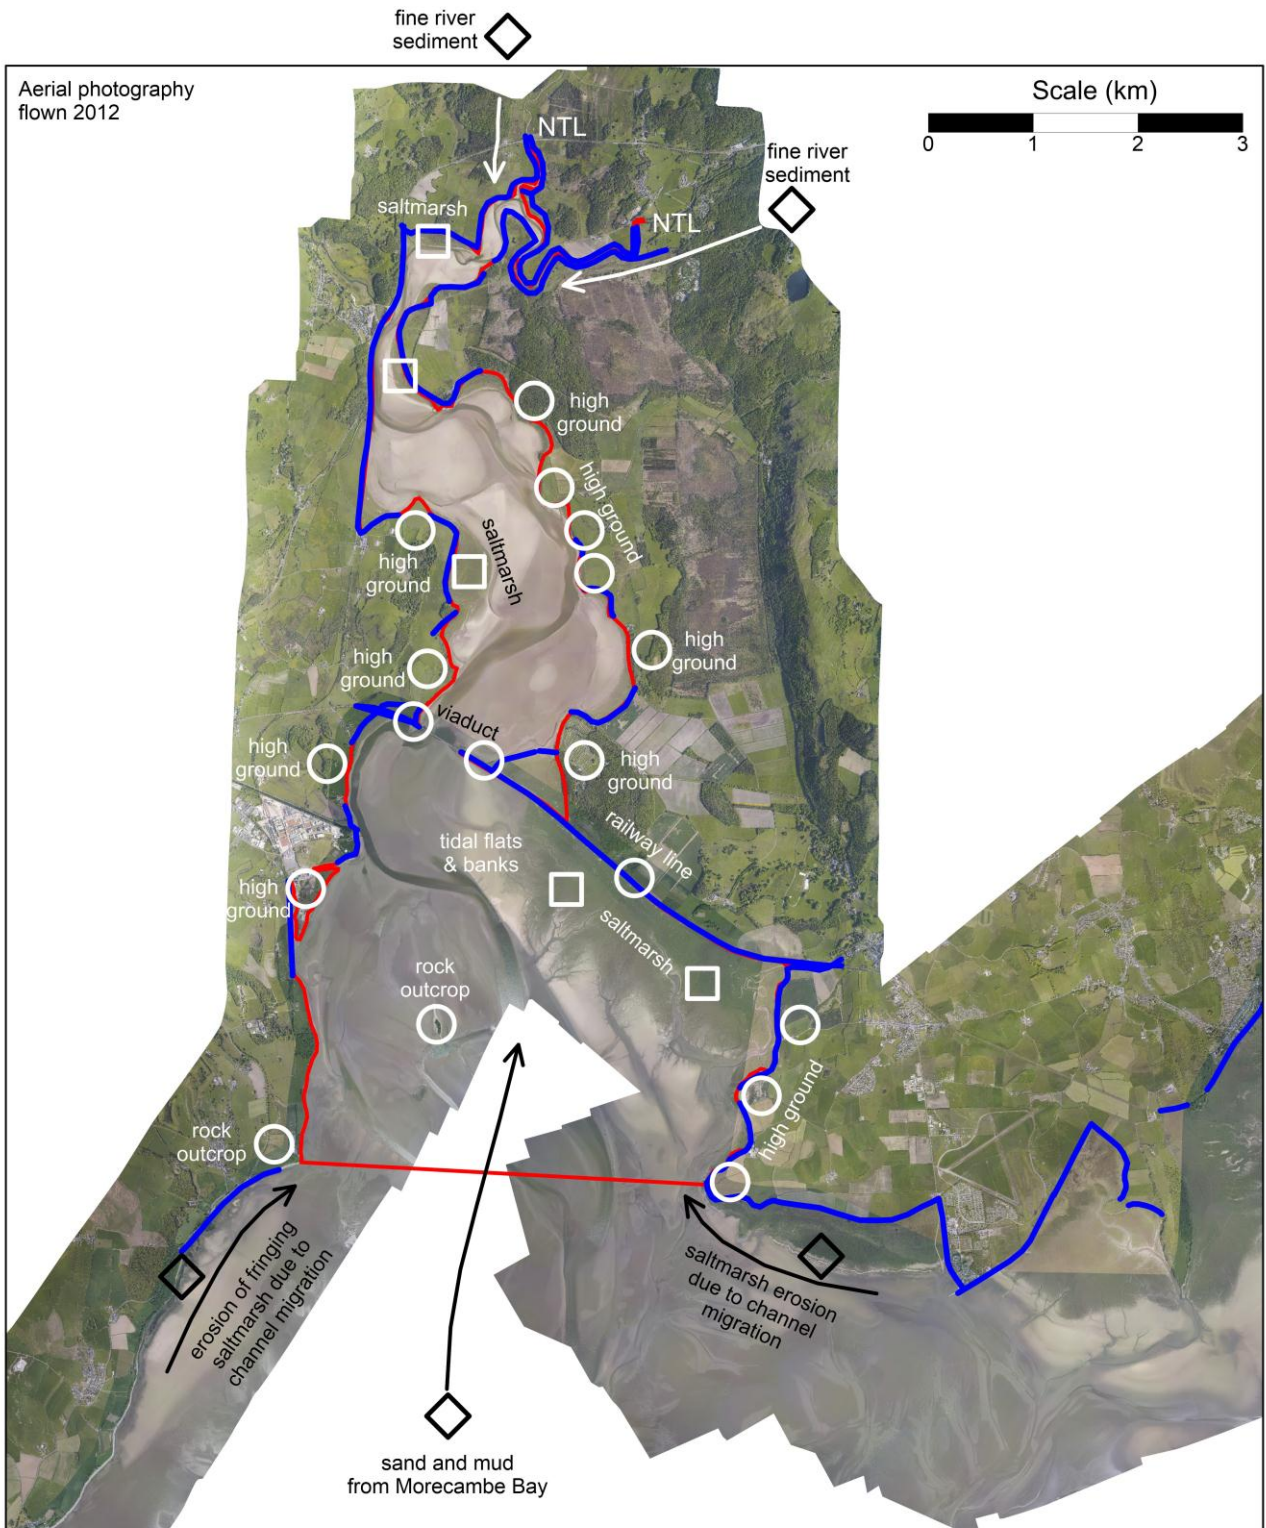 fine river
sediment
Aerial photography
flown 2012
Scale (km)
0 1 2 3
NTL
fine river
sediment
saltmarsh
NTL
high
ground
high ground
high
ground
saltmarsh
high
ground
high
ground
viaduct
high
ground
high
ground
railway line
tidal flats
& banks
high
ground
saltmarsh
rock
outcrop
high ground
rock
outcrop
erosion of fringing
saltmarsh due to
channel migration
saltmarsh erosion
due to channel
migration
sand and mud
from Morecambe Bay